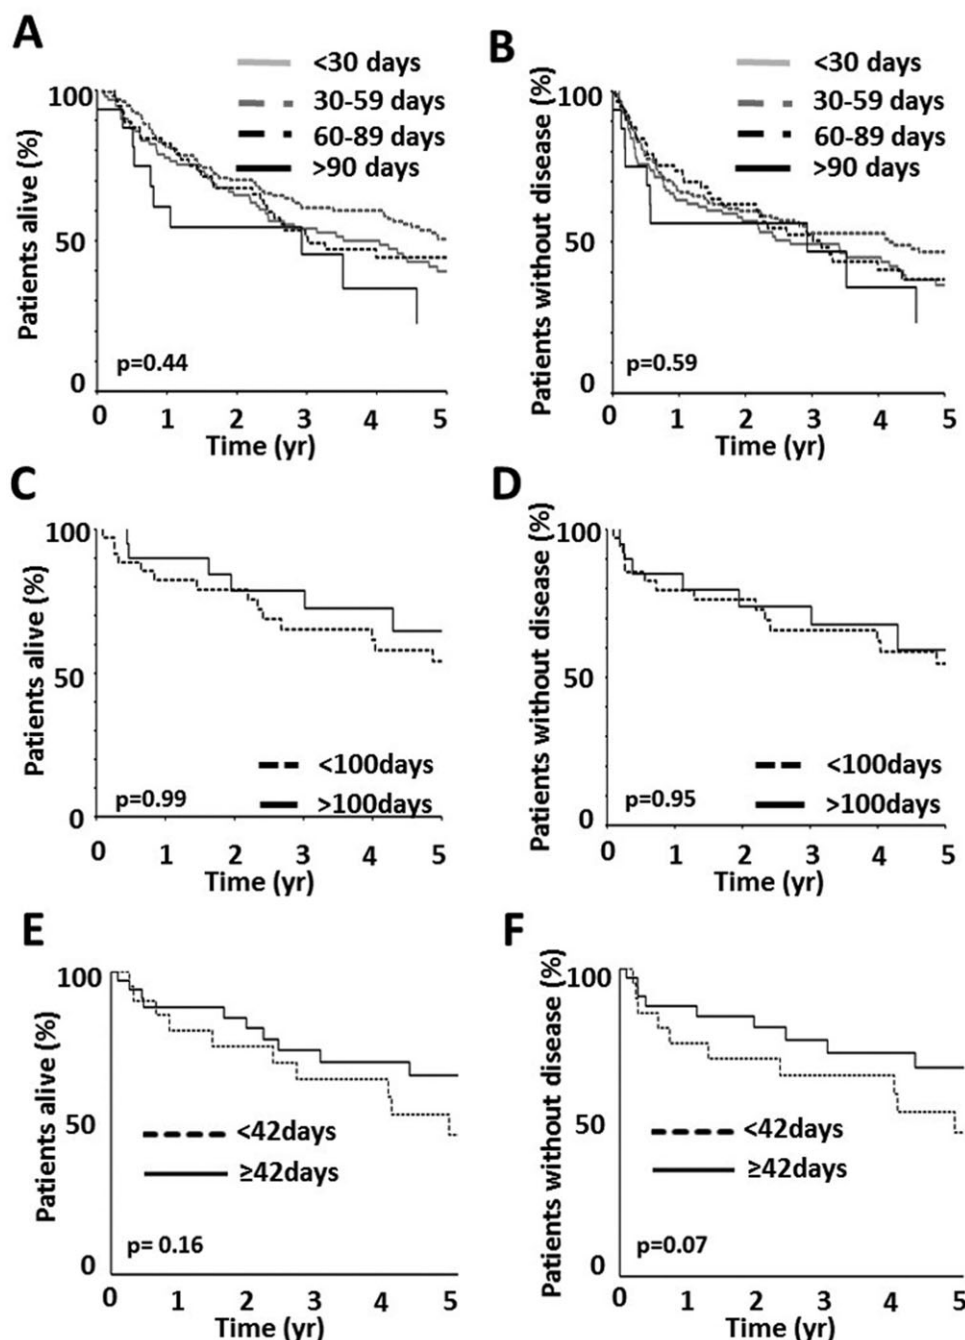 A
<30 days
30-59 days
60-89 days
>90 days
Patients alive (%)
100
50
0
p=0.44
0 1 2 3 4 5
Time (yr)
B
<30 days
30-59 days
60-89 days
>90 days
Patients without disease (%)
100
50
0
p=0.59
0 1 2 3 4 5
Time (yr)
C
Patients alive (%)
100
50
0
<100days
>100days
p=0.99
0 1 2 3 4 5
Time (yr)
D
Patients without disease (%)
100
50
0
<100days
>100days
p=0.95
0 1 2 3 4 5
Time (yr)
E
Patients alive (%)
100
50
0
<42days
≥42days
p= 0.16
0 1 2 3 4 5
Time (yr)
F
Patients without disease (%)
100
50
0
<42days
≥42days
p=0.07
0 1 2 3 4 5
Time (yr)